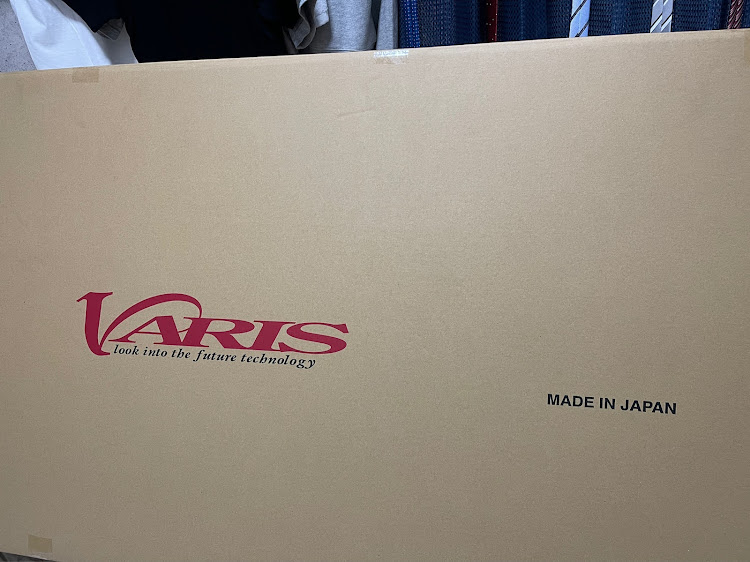 VARIS
look into the future technology
MADE IN JAPAN